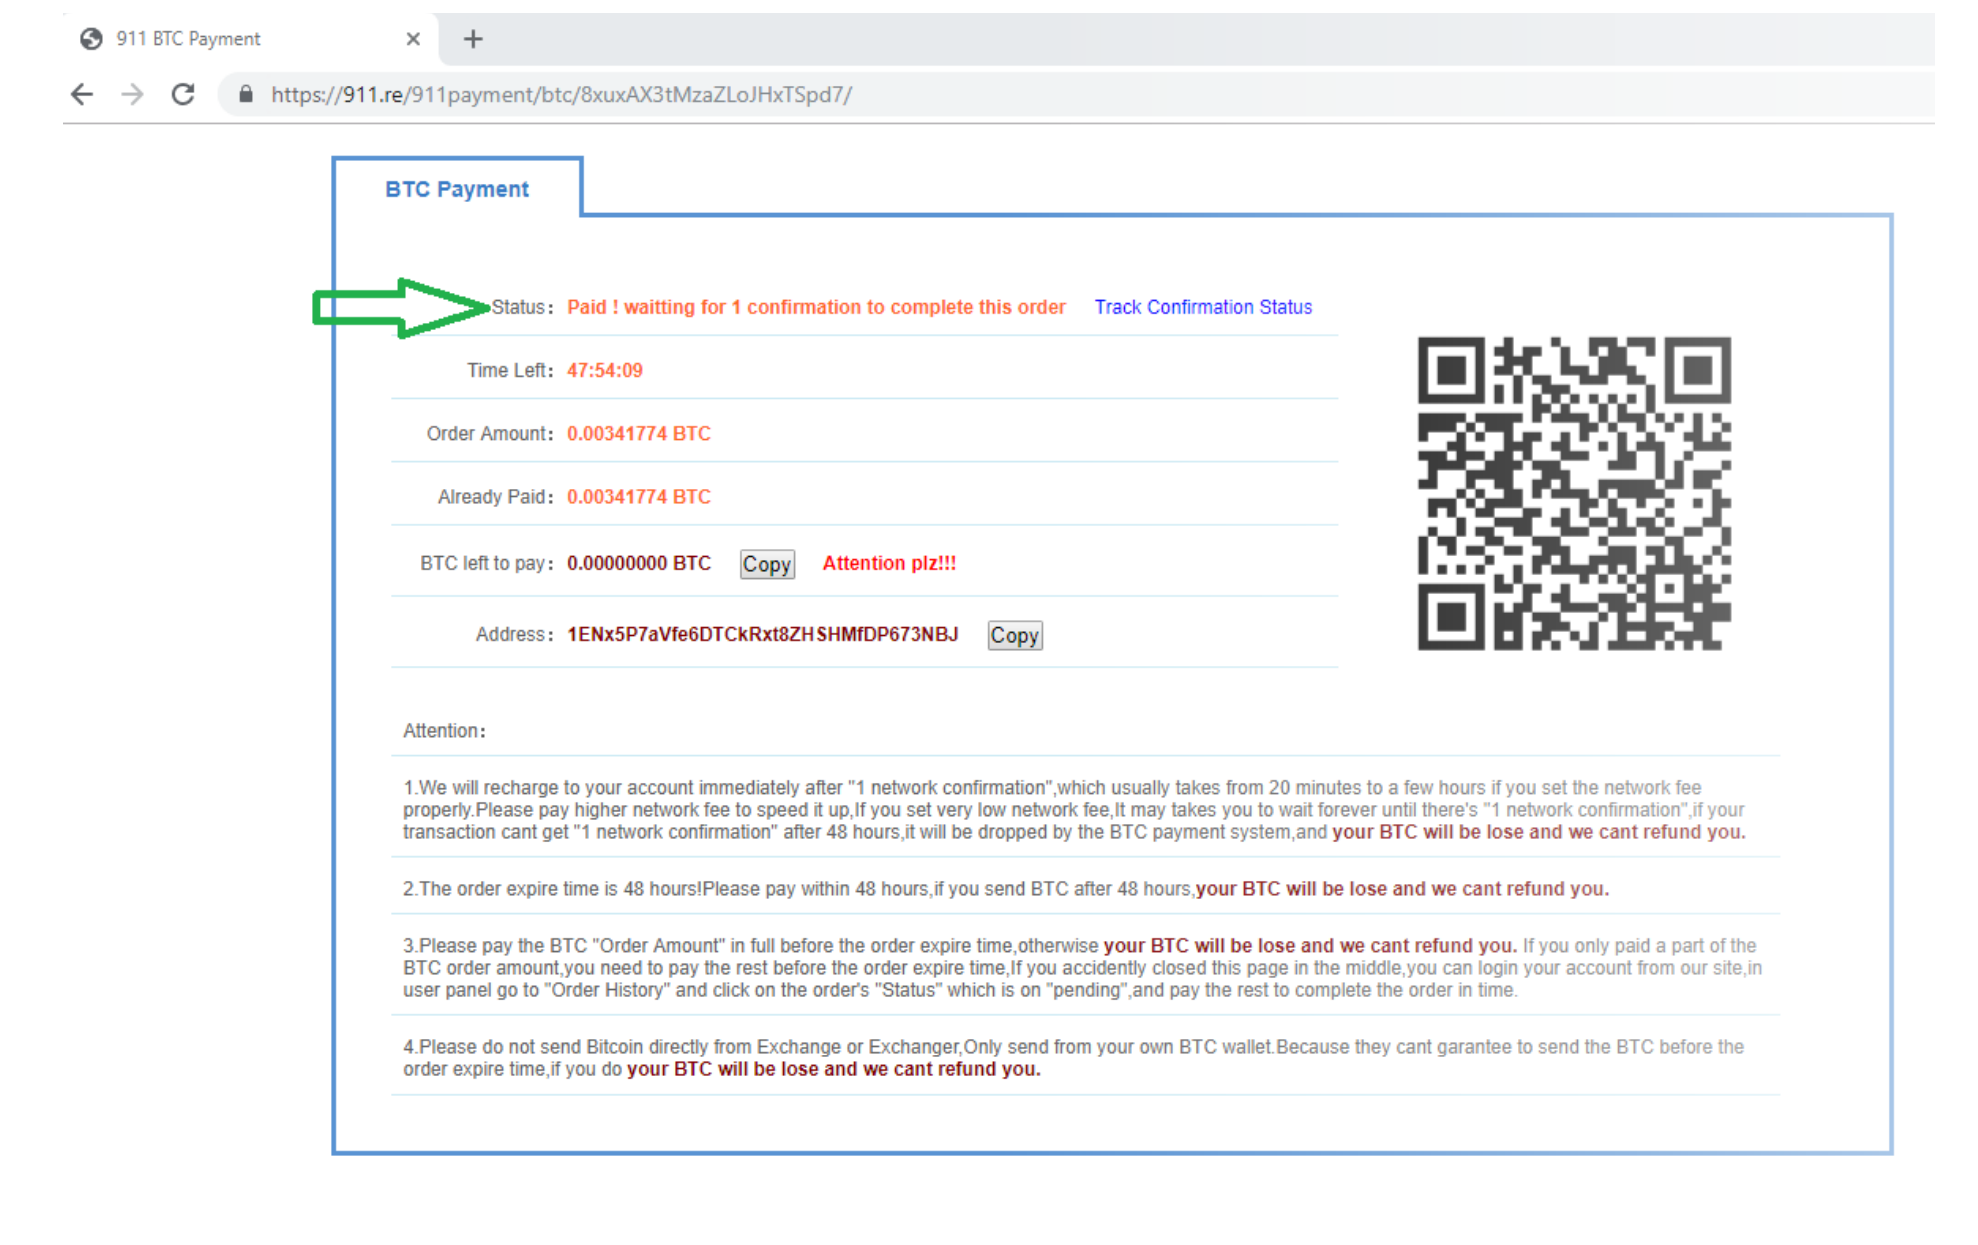 911 BTC Payment
https://911.re/911payment/btc/8xuxAX3tMzaZLoJHxTSpd7/
BTC Payment
Status: Paid ! waitting for 1 confirmation to complete this order Track Confirmation Status
Time Left: 47:54:09
Order Amount: 0.00341774 BTC
Already Paid: 0.00341774 BTC
BTC left to pay: 0.00000000 BTC Copy Attention plz!!!
Address: 1ENx5P7aVfe6DTCkRxt8ZHSHMfDP673NBJ Copy
Attention:
1.We will recharge to your account immediately after "1 network confirmation",which usually takes from 20 minutes to a few hours if you set the network fee
properly.Please pay higher network fee to speed it up,If you set very low network fee,It may takes you to wait forever until there's "1 network confirmation",if your
transaction cant get "1 network confirmation" after 48 hours,it will be dropped by the BTC payment system,and your BTC will be lose and we cant refund you.
2.The order expire time is 48 hours!Please pay within 48 hours,if you send BTC after 48 hours,your BTC will be lose and we cant refund you.
3.Please pay the BTC "Order Amount" in full before the order expire time,otherwise your BTC will be lose and we cant refund you. If you only paid a part of the
BTC order amount,you need to pay the rest before the order expire time,If you accidently closed this page in the middle,you can login your account from our site,in
user panel go to "Order History" and click on the order's "Status" which is on "pending",and pay the rest to complete the order in time.
4.Please do not send Bitcoin directly from Exchange or Exchanger,Only send from your own BTC wallet.Because they cant garantee to send the BTC before the
order expire time,if you do your BTC will be lose and we cant refund you.